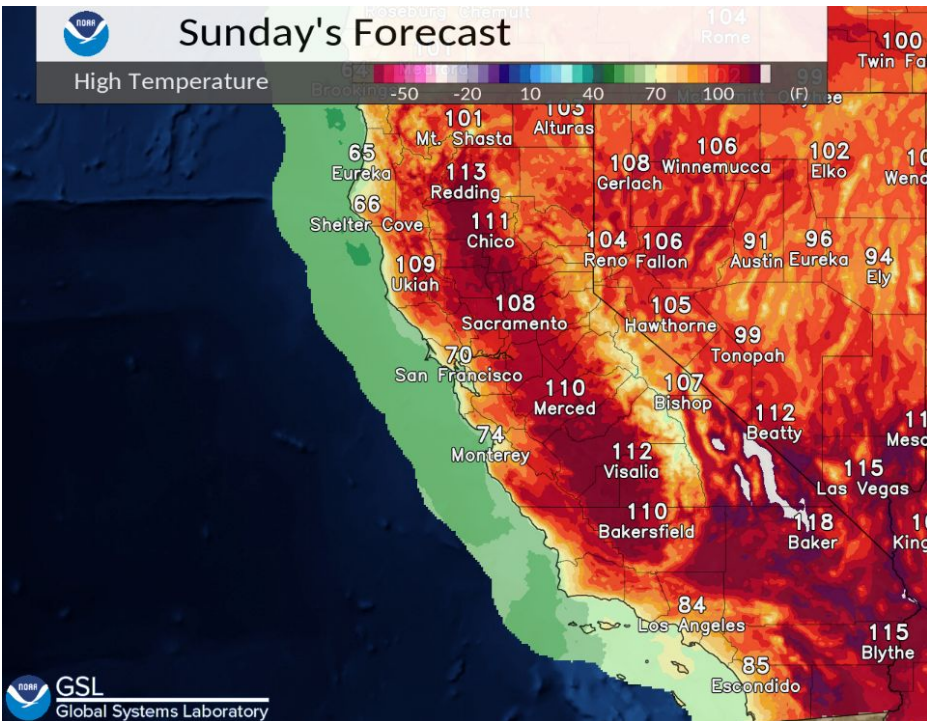 NOAA
Sunday's Forecast
High Temperature
-50 -20 10 40 70 100 (F)
104
Rome
100
Twin Fa
101
Mt. Shasta
103
Alturas
65
Eureka
113
Redding
108
Gerlach
106
Winnemucca
102
Elko
Wend
66
Shelter Cove
111
Chico
109
Ukiah
104
Reno
106
Fallon
91
Austin
96
Eureka
94
Ely
108
Sacramento
105
Hawthorne
99
Tonopah
70
San Francisco
110
Merced
107
Bishop
112
Beatty
74
Monterey
112
Visalia
115
Las Vegas
110
Bakersfield
118
Baker
King
84
Los Angeles
115
Blythe
85
Escondido
NOAA
GSL
Global Systems Laboratory